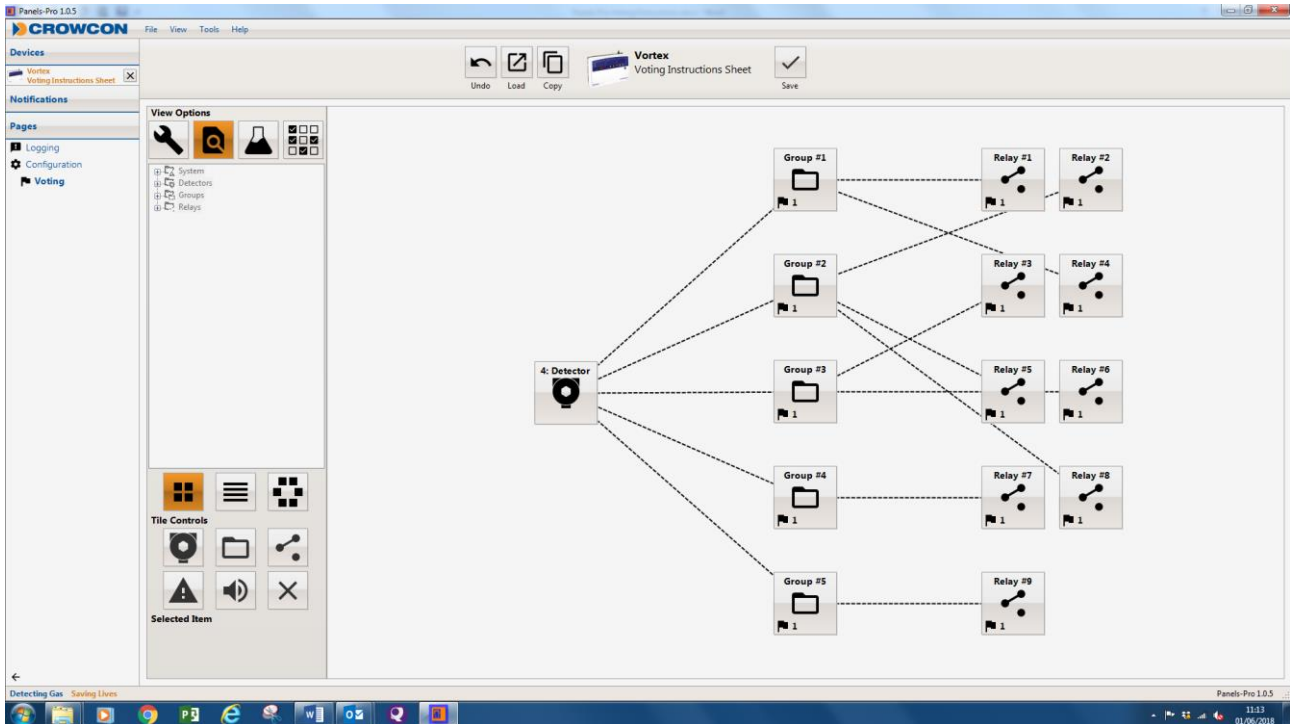 Panels-Pro 1.0.5
CROWCON
File View Tools Help
Devices
Vortex
Voting Instructions Sheet
Notifications
Pages
Logging
Configuration
Voting
Undo Load Copy
Vortex
Voting Instructions Sheet
Save
View Options
System
Detectors
Groups
Relays
Tile Controls
Selected Item
4: Detector
Group #1
1
Relay #1
1
Relay #2
1
Group #2
1
Relay #3
1
Relay #4
1
Group #3
1
Relay #5
1
Relay #6
1
Group #4
1
Relay #7
1
Relay #8
1
Group #5
1
Relay #9
1
Detecting Gas Saving Lives
Panels-Pro 1.0.5
11:13
01/06/2018